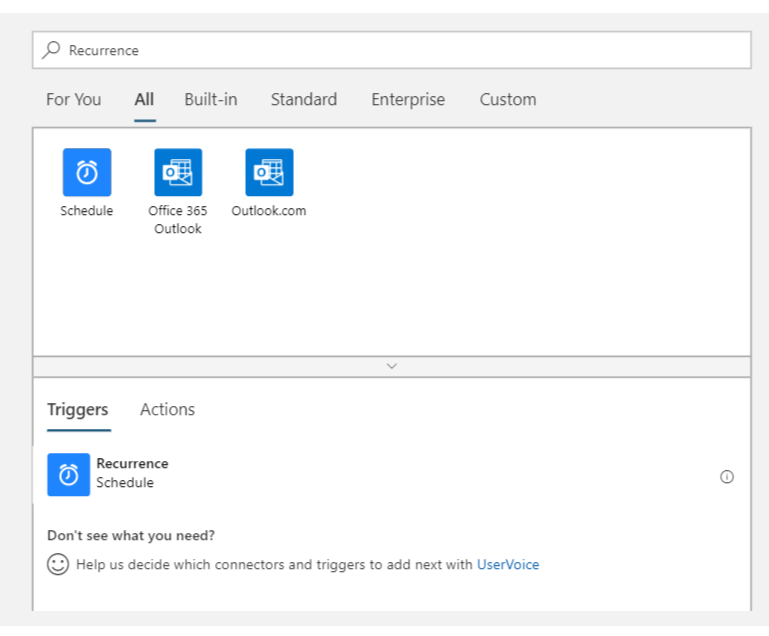 Recurrence
For You All Built-in Standard Enterprise Custom
Schedule Office 365 Outlook.com
Outlook
Triggers Actions
Recurrence
Schedule
Don't see what you need?
Help us decide which connectors and triggers to add next with UserVoice